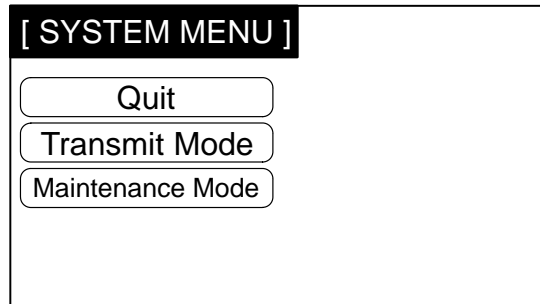 [ SYSTEM MENU ]
Quit
Transmit Mode
Maintenance Mode